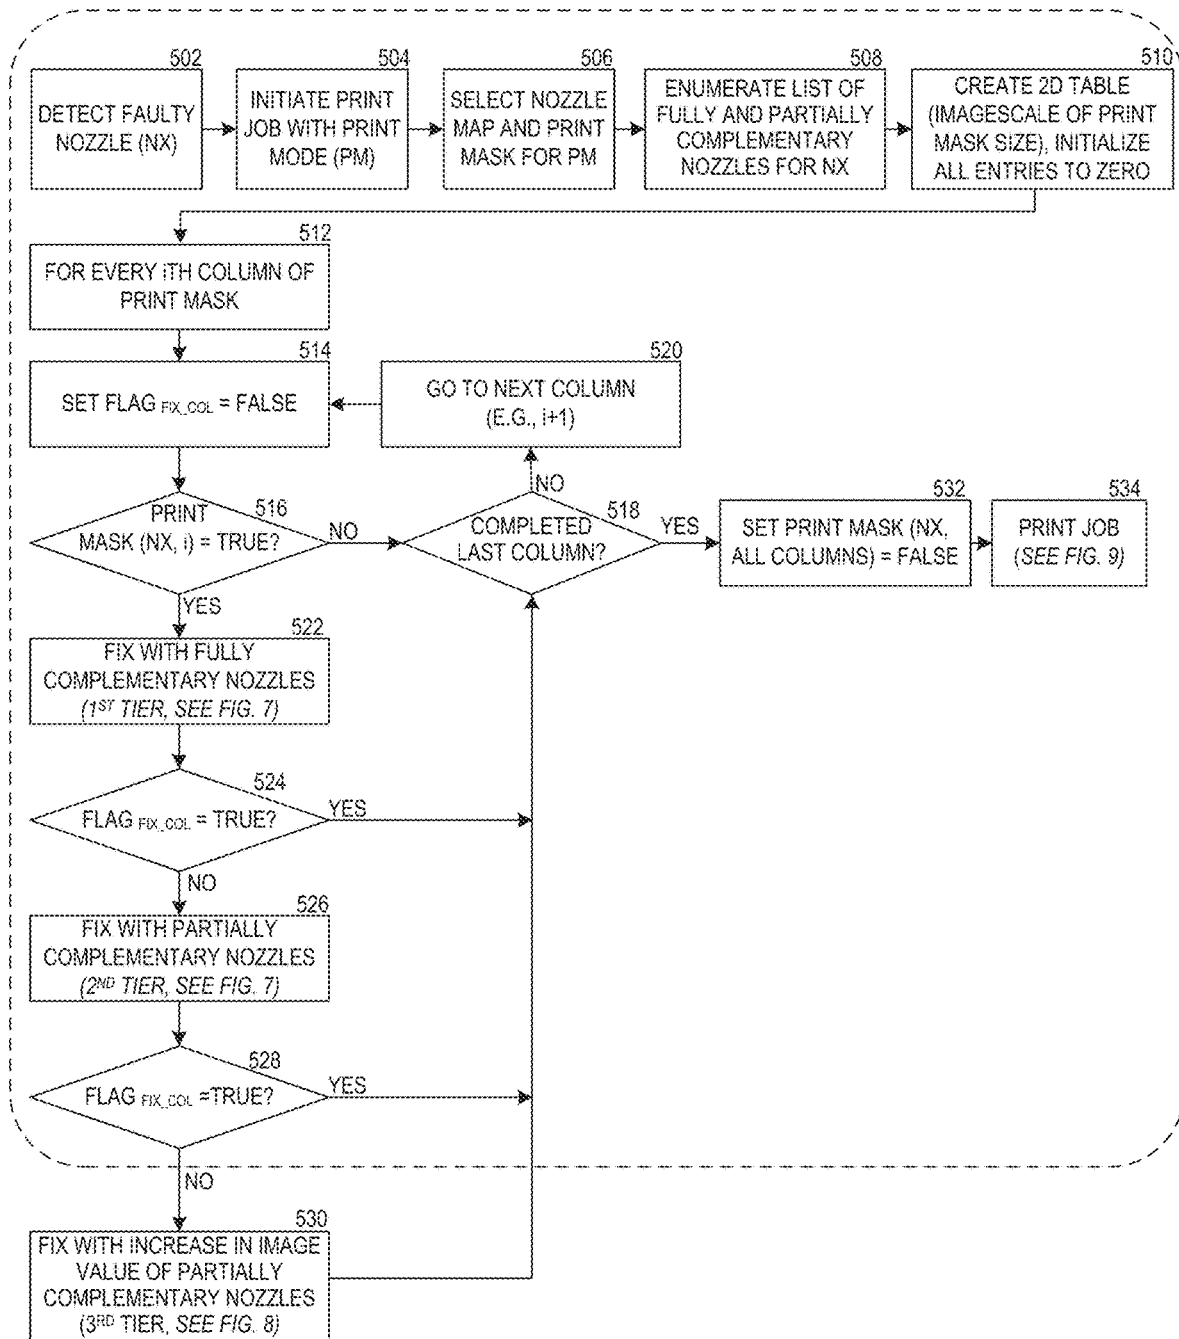 502
DETECT FAULTY
NOZZLE (NX)
504
INITIATE PRINT
JOB WITH PRINT
MODE (PM)
506
SELECT NOZZLE
MAP AND PRINT
MASK FOR PM
508
ENUMERATE LIST OF
FULLY AND PARTIALLY
COMPLEMENTARY
NOZZLES FOR NX
510
CREATE 2D TABLE
(IMAGESCALE OF PRINT
MASK SIZE), INITIALIZE
ALL ENTRIES TO ZERO
512
FOR EVERY iTH COLUMN OF
PRINT MASK
514
SET FLAG FIX_COL = FALSE
520
GO TO NEXT COLUMN
(E.G., i+1)
516
PRINT
MASK (NX, i) = TRUE?
NO
YES
518
COMPLETED
LAST COLUMN?
NO
YES
532
SET PRINT MASK (NX,
ALL COLUMNS) = FALSE
534
PRINT JOB
(SEE FIG. 9)
522
FIX WITH FULLY
COMPLEMENTARY NOZZLES
(1ST TIER, SEE FIG. 7)
524
FLAG FIX_COL = TRUE?
YES
NO
526
FIX WITH PARTIALLY
COMPLEMENTARY NOZZLES
(2ND TIER, SEE FIG. 7)
528
FLAG FIX_COL =TRUE?
YES
NO
530
FIX WITH INCREASE IN IMAGE
VALUE OF PARTIALLY
COMPLEMENTARY NOZZLES
(3RD TIER, SEE FIG. 8)